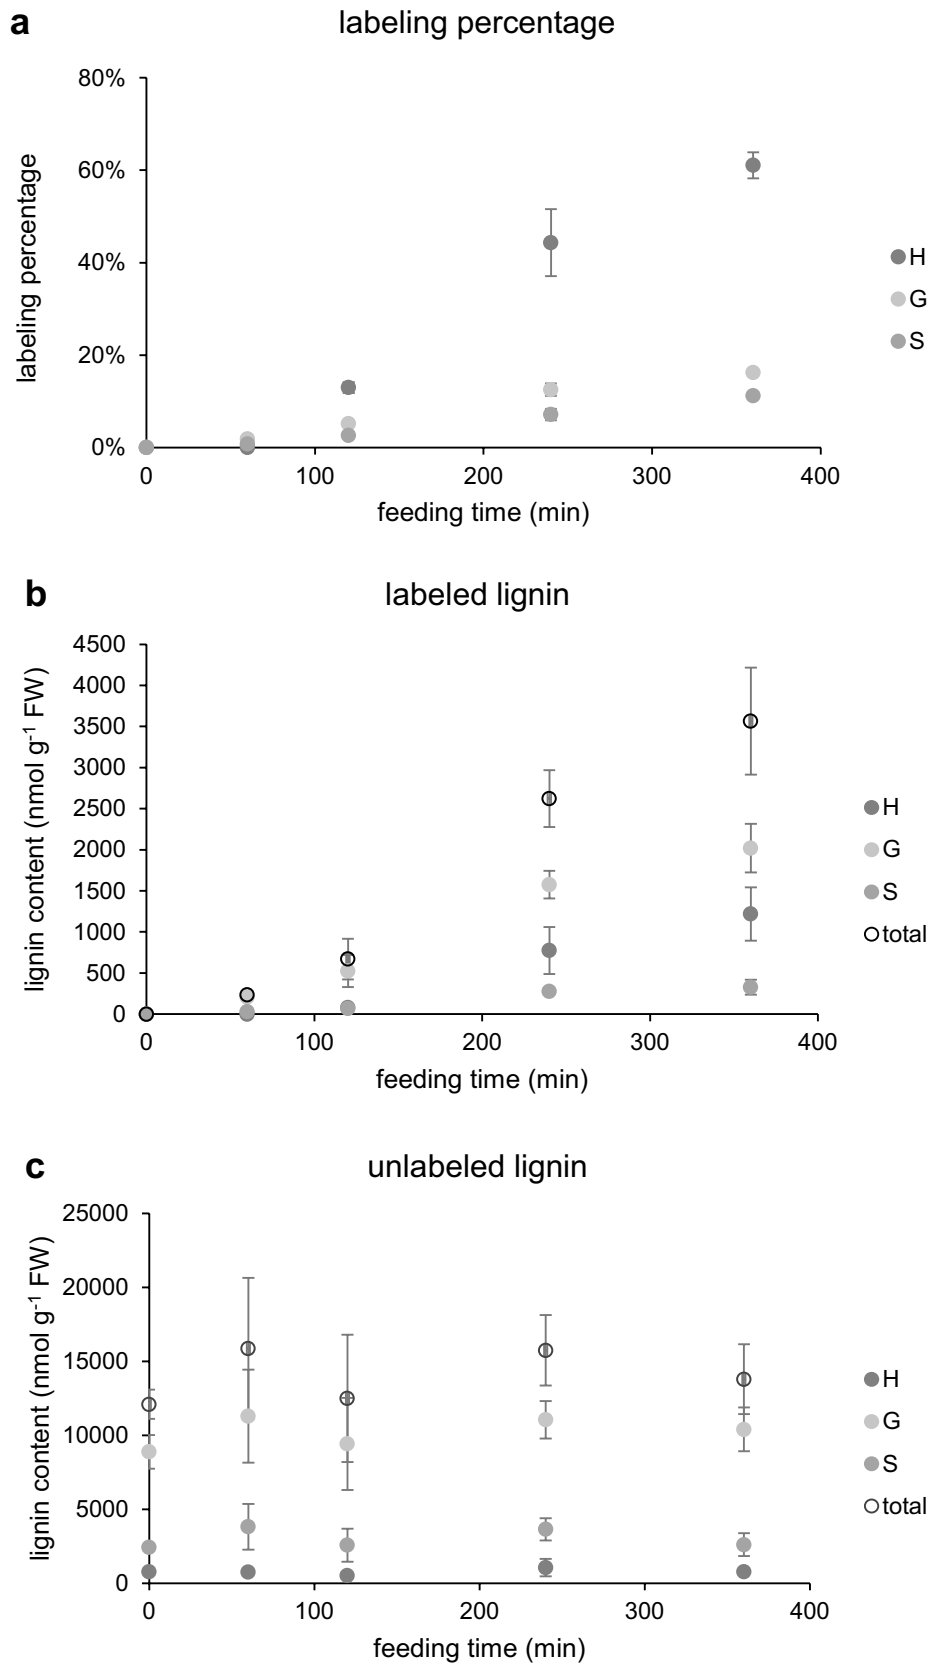 a
labeling percentage
80%
60%
40%
20%
0%
labeling percentage
0 100 200 300 400
feeding time (min)
H
G
S
b
labeled lignin
4500
4000
3500
3000
2500
2000
1500
1000
500
0
lignin content (nmol g⁻¹ FW)
0 100 200 300 400
feeding time (min)
H
G
S
total
c
unlabeled lignin
25000
20000
15000
10000
5000
0
lignin content (nmol g⁻¹ FW)
0 100 200 300 400
feeding time (min)
H
G
S
total